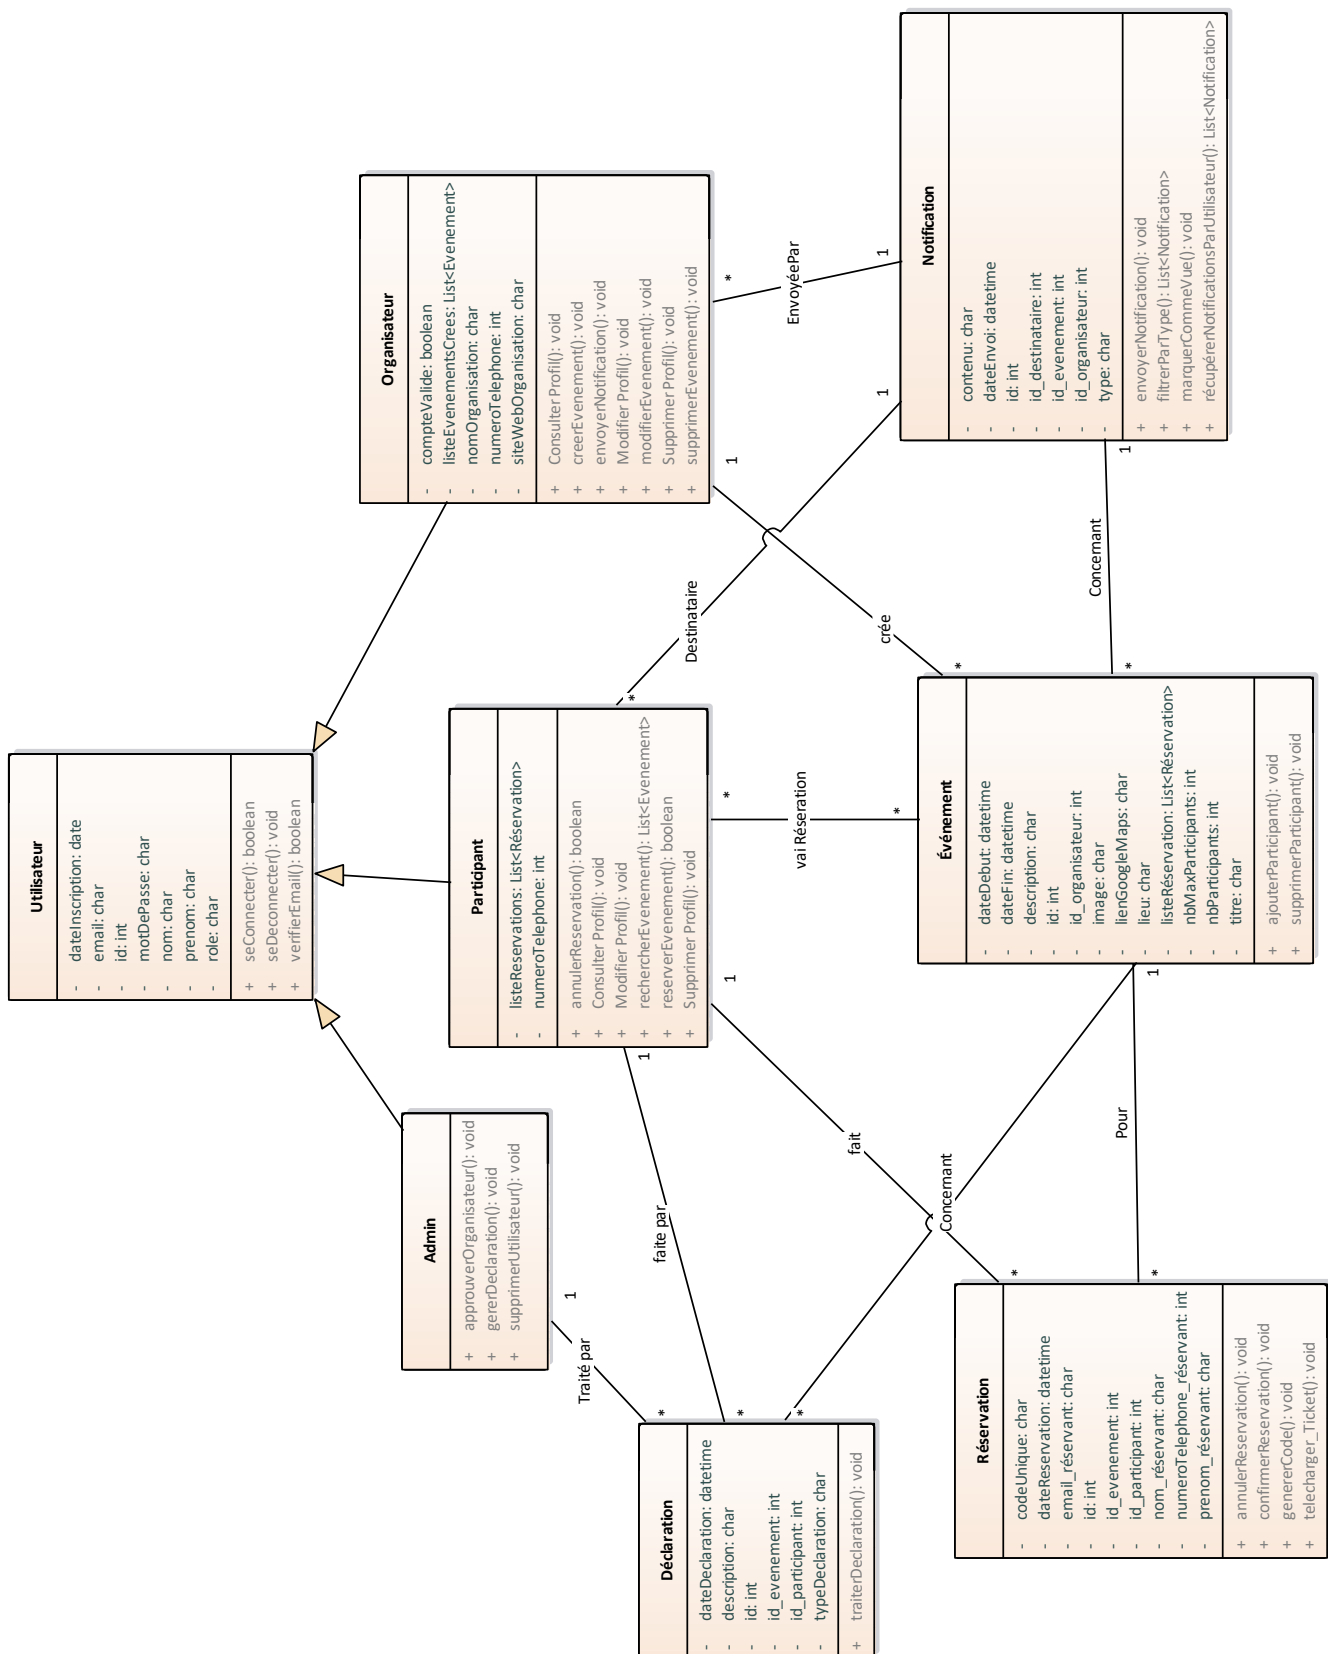 Utilisateur
- dateInscription: date
- email: char
- id: int
- motDePasse: char
- nom: char
- prenom: char
- role: char
+ seConnecter(): boolean
+ seDeconnecter(): void
+ verifierEmail(): boolean
Admin
+ approuverOrganisateur(): void
+ gererDeclaration(): void
+ supprimerUtilisateur(): void
Participant
- listeReservations: List<Réservation>
- numeroTelephone: int
+ annulerReservation(): boolean
+ Consulter Profil(): void
+ Modifier Profil(): void
+ rechercherEvenement(): List<Evenement>
+ reserverEvenement(): boolean
+ Supprimer Profil(): void
Organisateur
- compteValide: boolean
- listeEvenementsCrees: List<Evenement>
- nomOrganisation: char
- numeroTelephone: int
- siteWebOrganisation: char
+ Consulter Profil(): void
+ creerEvenement(): void
+ envoyerNotification(): void
+ Modifier Profil(): void
+ modifierEvenement(): void
+ Supprimer Profil(): void
+ supprimerEvenement(): void
Traité par
1
*
faite par
1
*
Concernant
1
*
fait
1
*
vai Réseration
*
*
Destinataire
*
1
crée
1
*
EnvoyéePar
*
1
Pour
*
Concernant
*
1
Déclaration
- dateDeclaration: datetime
- description: char
- id: int
- id_evenement: int
- id_participant: int
- typeDeclaration: char
+ traiterDeclaration(): void
Réservation
- codeUnique: char
- dateReservation: datetime
- email_réservant: char
- id: int
- id_evenement: int
- id_participant: int
- nom_réservant: char
- numeroTelephone_réservant: int
- prenom_réservant: char
+ annulerReservation(): void
+ confirmerReservation(): void
+ genererCode(): void
+ telecharger_Ticket(): void
Événement
- dateDebut: datetime
- dateFin: datetime
- description: char
- id: int
- id_organisateur: int
- image: char
- lienGoogleMaps: char
- lieu: char
- listeRéservation: List<Réservation>
- nbMaxParticipants: int
- nbParticipants: int
- titre: char
+ ajouterParticipant(): void
+ supprimerParticipant(): void
Notification
- contenu: char
- dateEnvoi: datetime
- id: int
- id_destinataire: int
- id_evenement: int
- id_organisateur: int
- type: char
+ envoyerNotification(): void
+ filtrerParType(): List<Notification>
+ marquerCommeVue(): void
+ récupérerNotificationsParUtilisateur(): List<Notification>